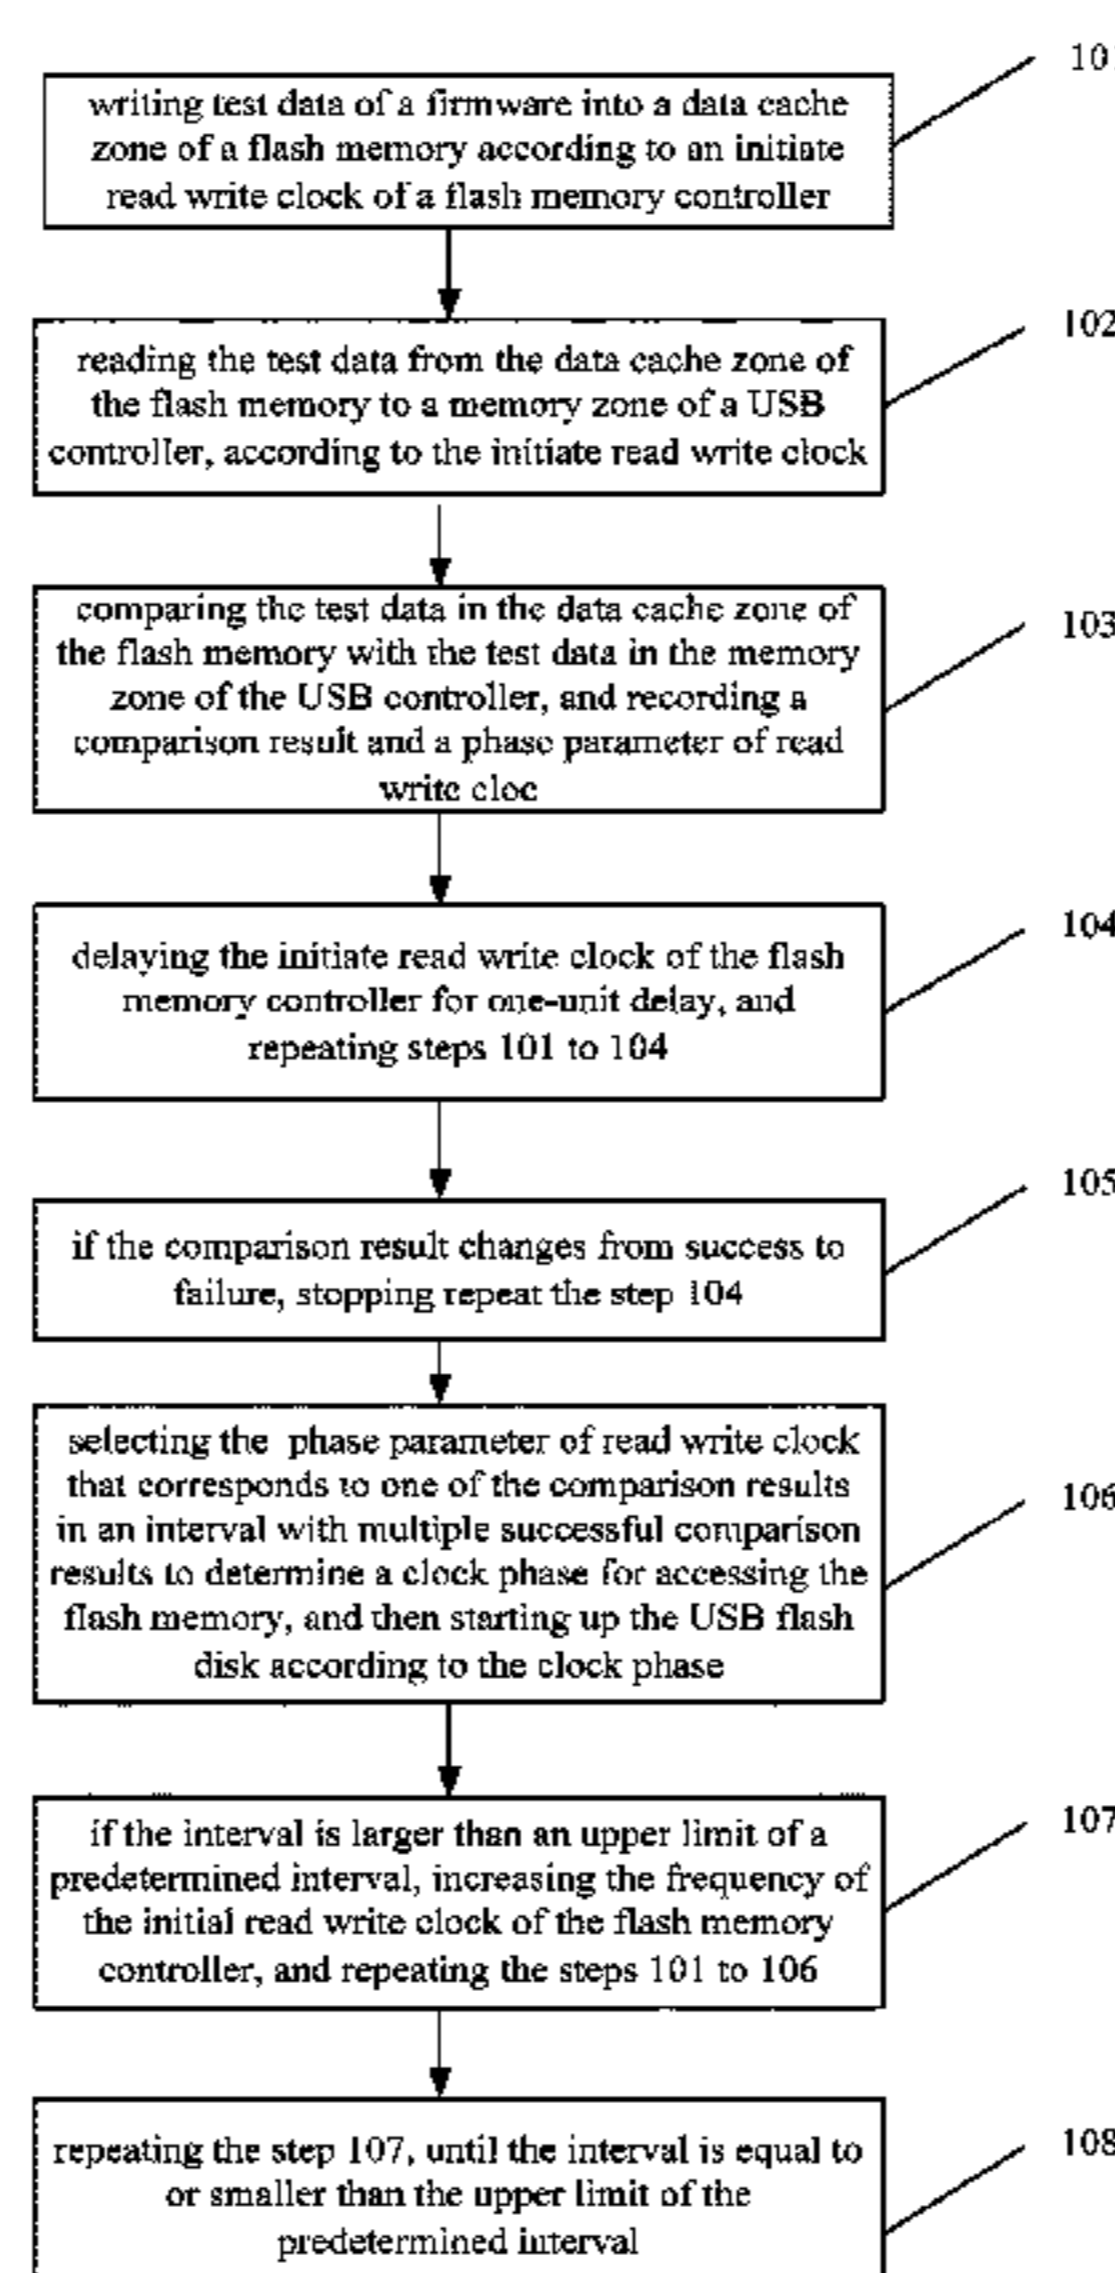 101
writing test data of a firmware into a data cache
zone of a flash memory according to an initiate
read write clock of a flash memory controller
102
reading the test data from the data cache zone of
the flash memory to a memory zone of a USB
controller, according to the initiate read write clock
103
comparing the test data in the data cache zone of
the flash memory with the test data in the memory
zone of the USB controller, and recording a
comparison result and a phase parameter of read
write cloc
104
delaying the initiate read write clock of the flash
memory controller for one-unit delay, and
repeating steps 101 to 104
105
if the comparison result changes from success to
failure, stopping repeat the step 104
106
selecting the phase parameter of read write clock
that corresponds to one of the comparison results
in an interval with multiple successful comparison
results to determine a clock phase for accessing the
flash memory, and then starting up the USB flash
disk according to the clock phase
107
if the interval is larger than an upper limit of a
predetermined interval, increasing the frequency of
the initial read write clock of the flash memory
controller, and repeating the steps 101 to 106
108
repeating the step 107, until the interval is equal to
or smaller than the upper limit of the
predetermined interval